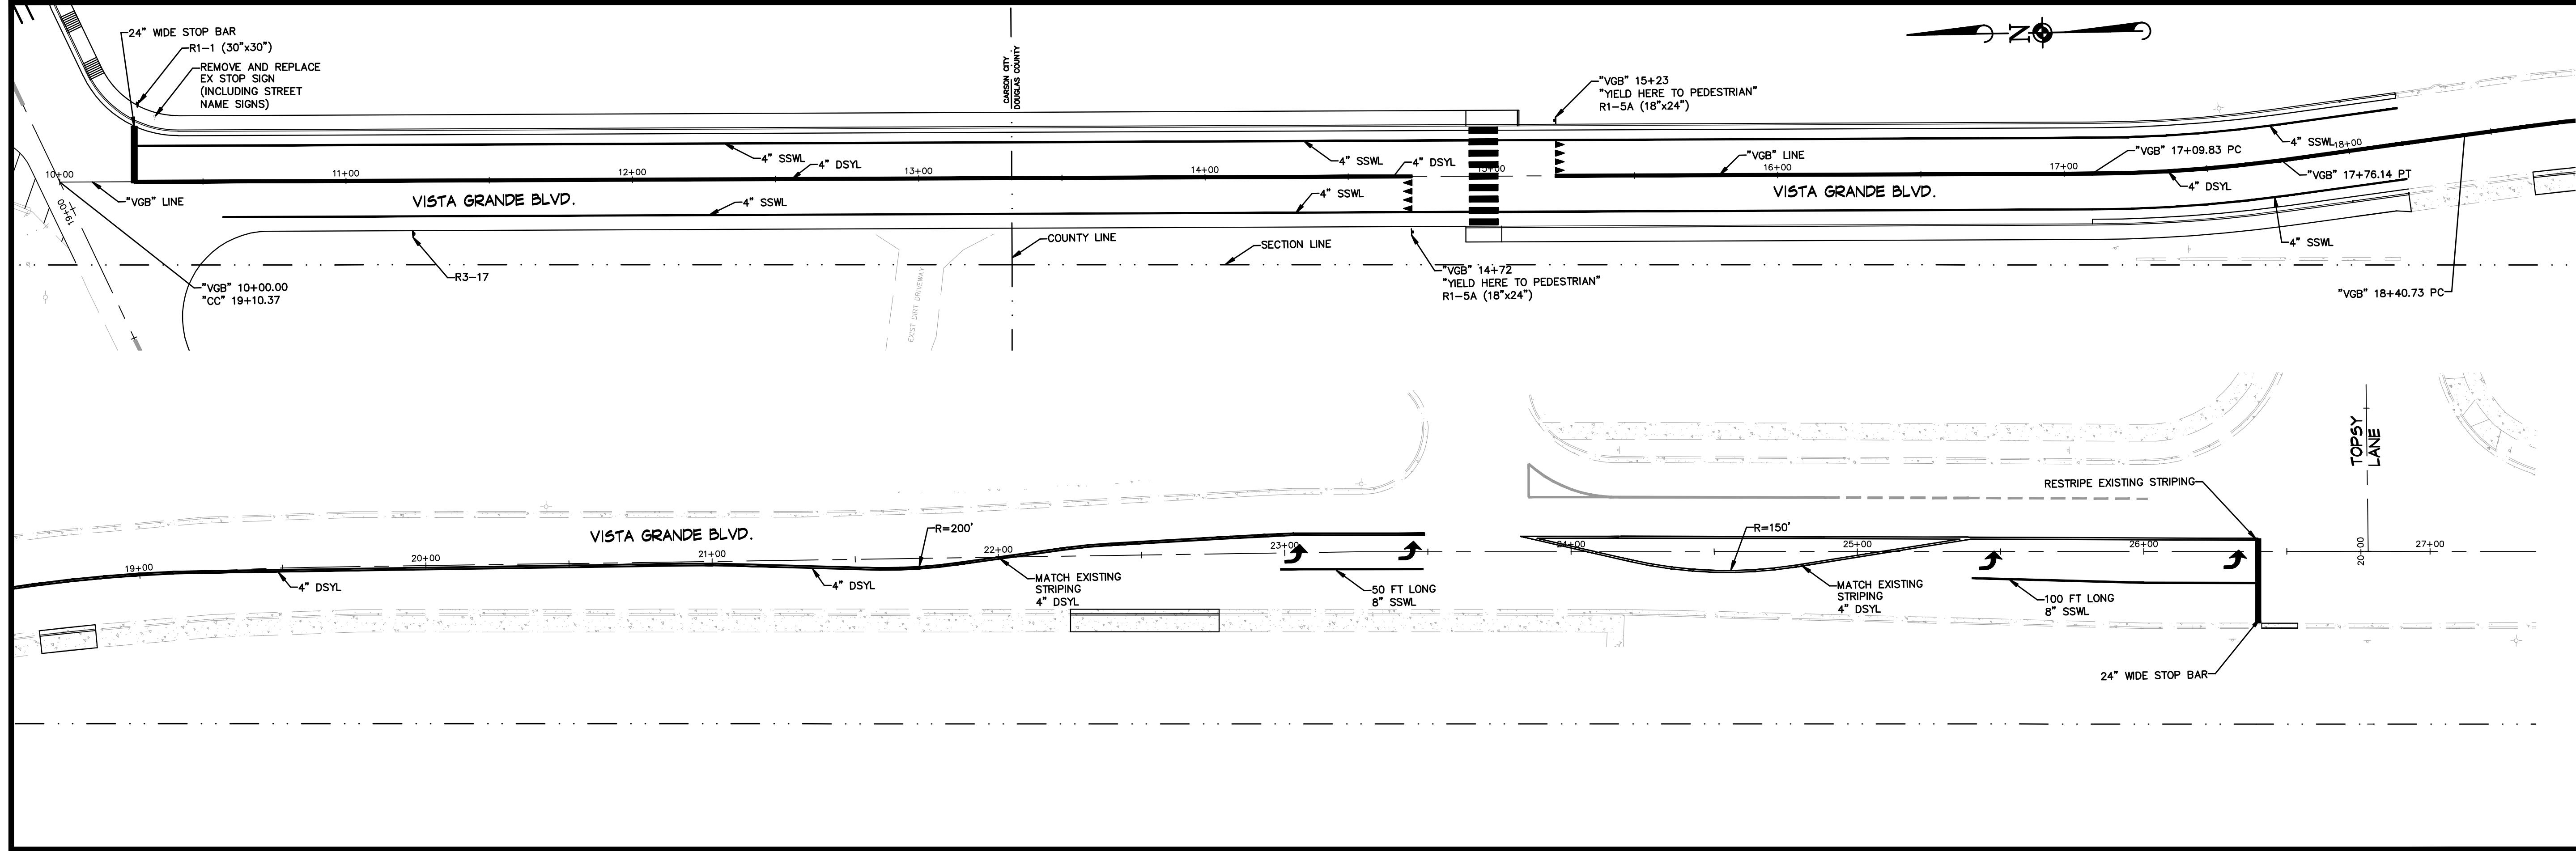 24" WIDE STOP BAR
R1-1 (30"x30")
REMOVE AND REPLACE
EX STOP SIGN
(INCLUDING STREET
NAME SIGNS)
CARSON CITY
DOUGLAS COUNTY
N
"VGB" 15+23
"YIELD HERE TO PEDESTRIAN"
R1-5A (18"x24")
4" SSWL
4" DSYL
4" SSWL
4" DSYL
"VGB" LINE
"VGB" 17+09.83 PC
4" SSWL
18+00
10+00
11+00
12+00
13+00
14+00
15+00
16+00
17+00
"VGB" 17+76.14 PT
4" DSYL
"VGB" LINE
19+00
VISTA GRANDE BLVD.
4" SSWL
4" SSWL
VISTA GRANDE BLVD.
COUNTY LINE
SECTION LINE
4" SSWL
R3-17
EXIST DIRT DRIVEWAY
"VGB" 10+00.00
"CC" 19+10.37
"VGB" 14+72
"YIELD HERE TO PEDESTRIAN"
R1-5A (18"x24")
"VGB" 18+40.73 PC
TOPSY
LANE
RESTRIPE EXISTING STRIPING
VISTA GRANDE BLVD.
R=200'
R=150'
19+00
20+00
21+00
22+00
23+00
24+00
25+00
26+00
20+00
27+00
4" DSYL
4" DSYL
MATCH EXISTING
STRIPING
4" DSYL
50 FT LONG
8" SSWL
MATCH EXISTING
STRIPING
4" DSYL
100 FT LONG
8" SSWL
24" WIDE STOP BAR